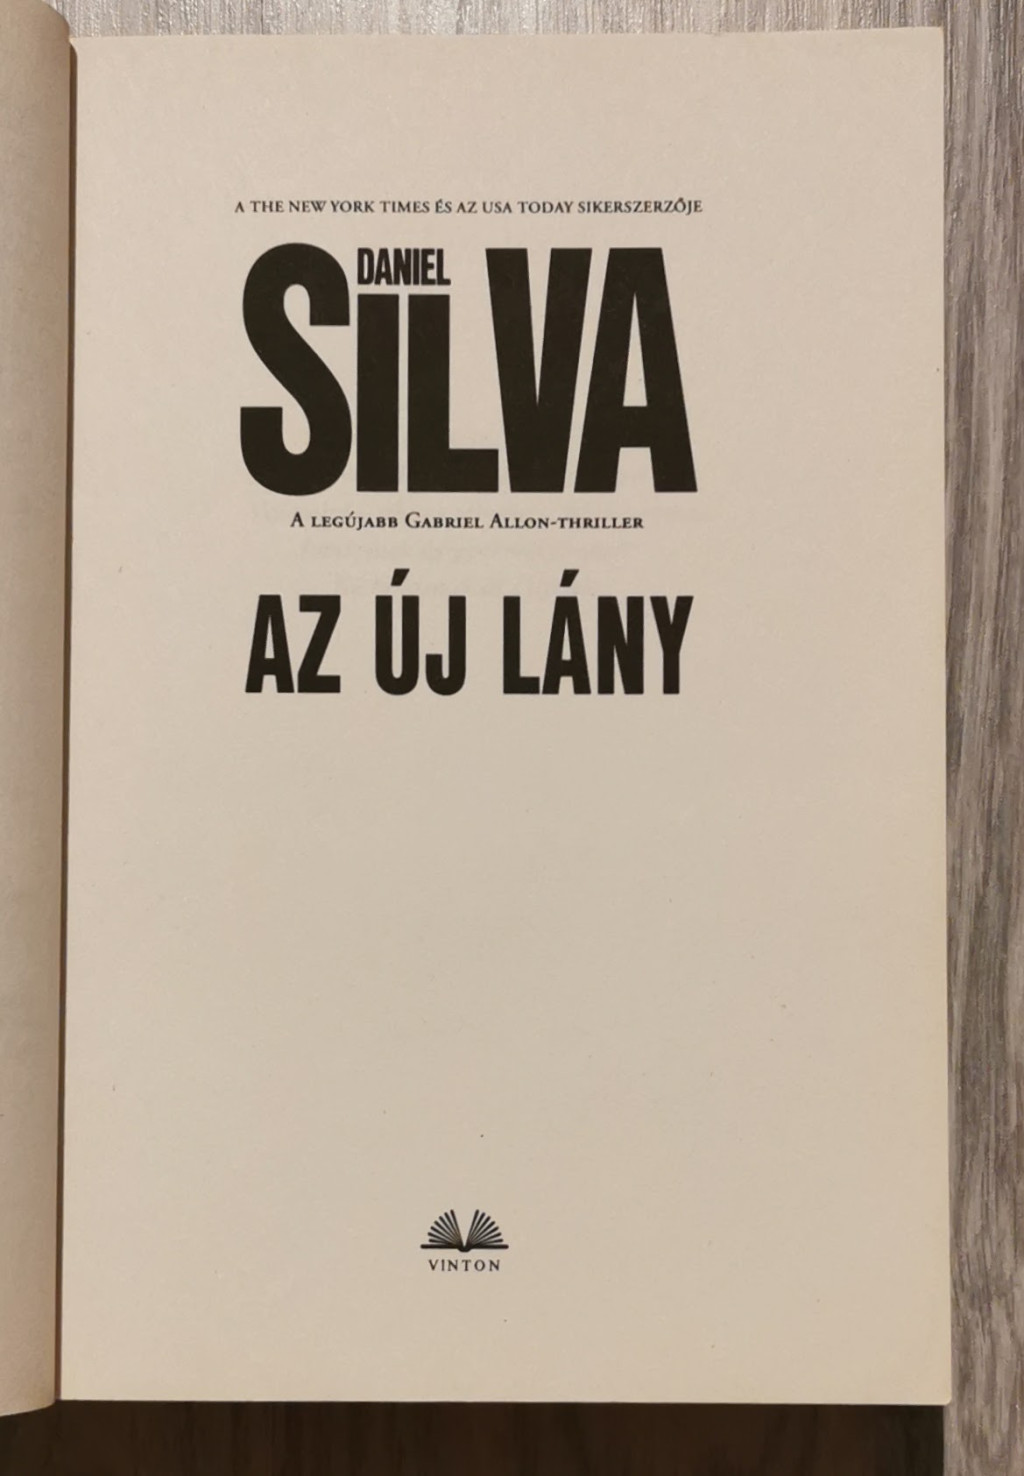 A THE NEW YORK TIMES ÉS AZ USA TODAY SIKERSZERZŐJE
DANIEL
SILVA
A LEGÚJABB GABRIEL ALLON-THRILLER
AZ ÚJ LÁNY
VINTON